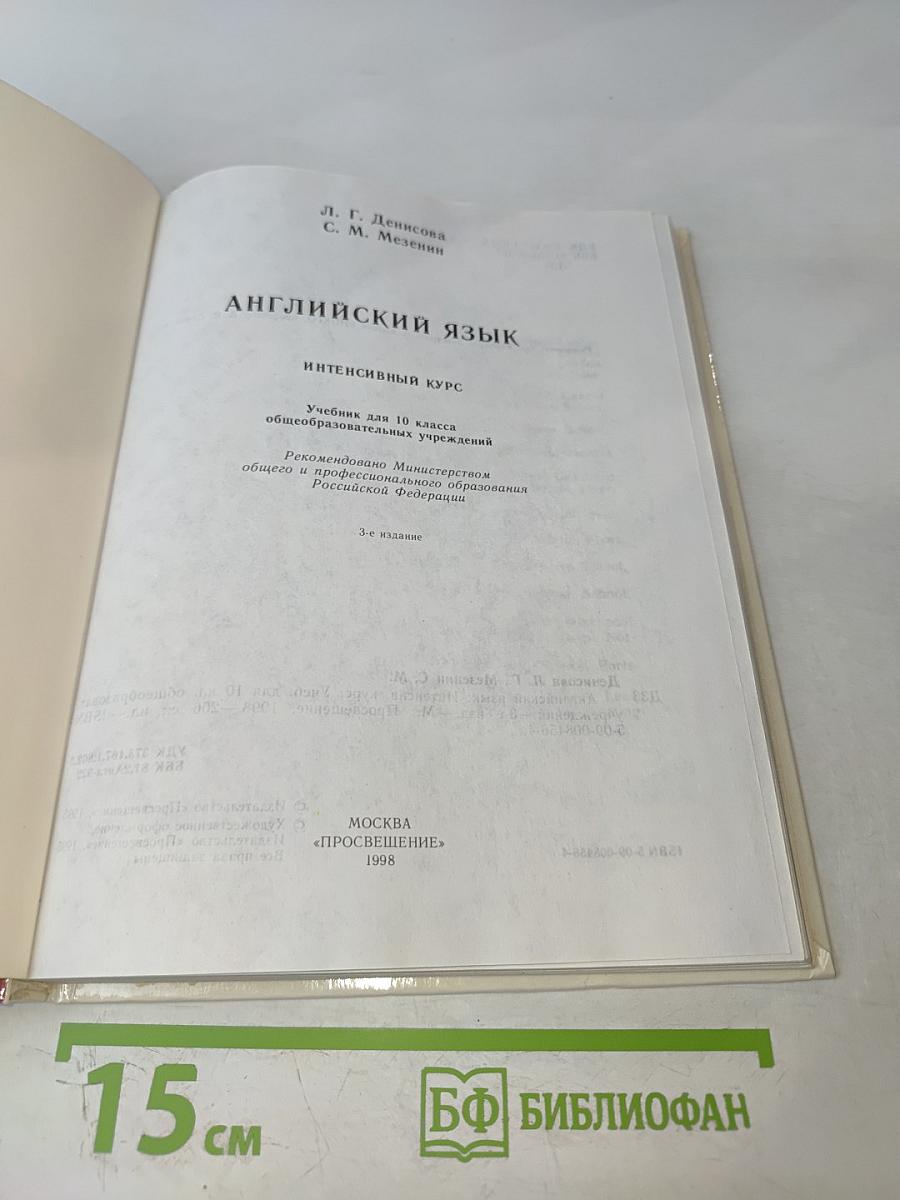 Л. Г. Денисова
С. М. Мезенин
АНГЛИЙСКИЙ ЯЗЫК
ИНТЕНСИВНЫЙ КУРС
Учебник для 10 класса
общеобразовательных учреждений
Рекомендовано Министерством
общего и профессионального образования
Российской Федерации
3-е издание
МОСКВА
«ПРОСВЕЩЕНИЕ»
1998
15 см
БФ БИБЛИОФАН